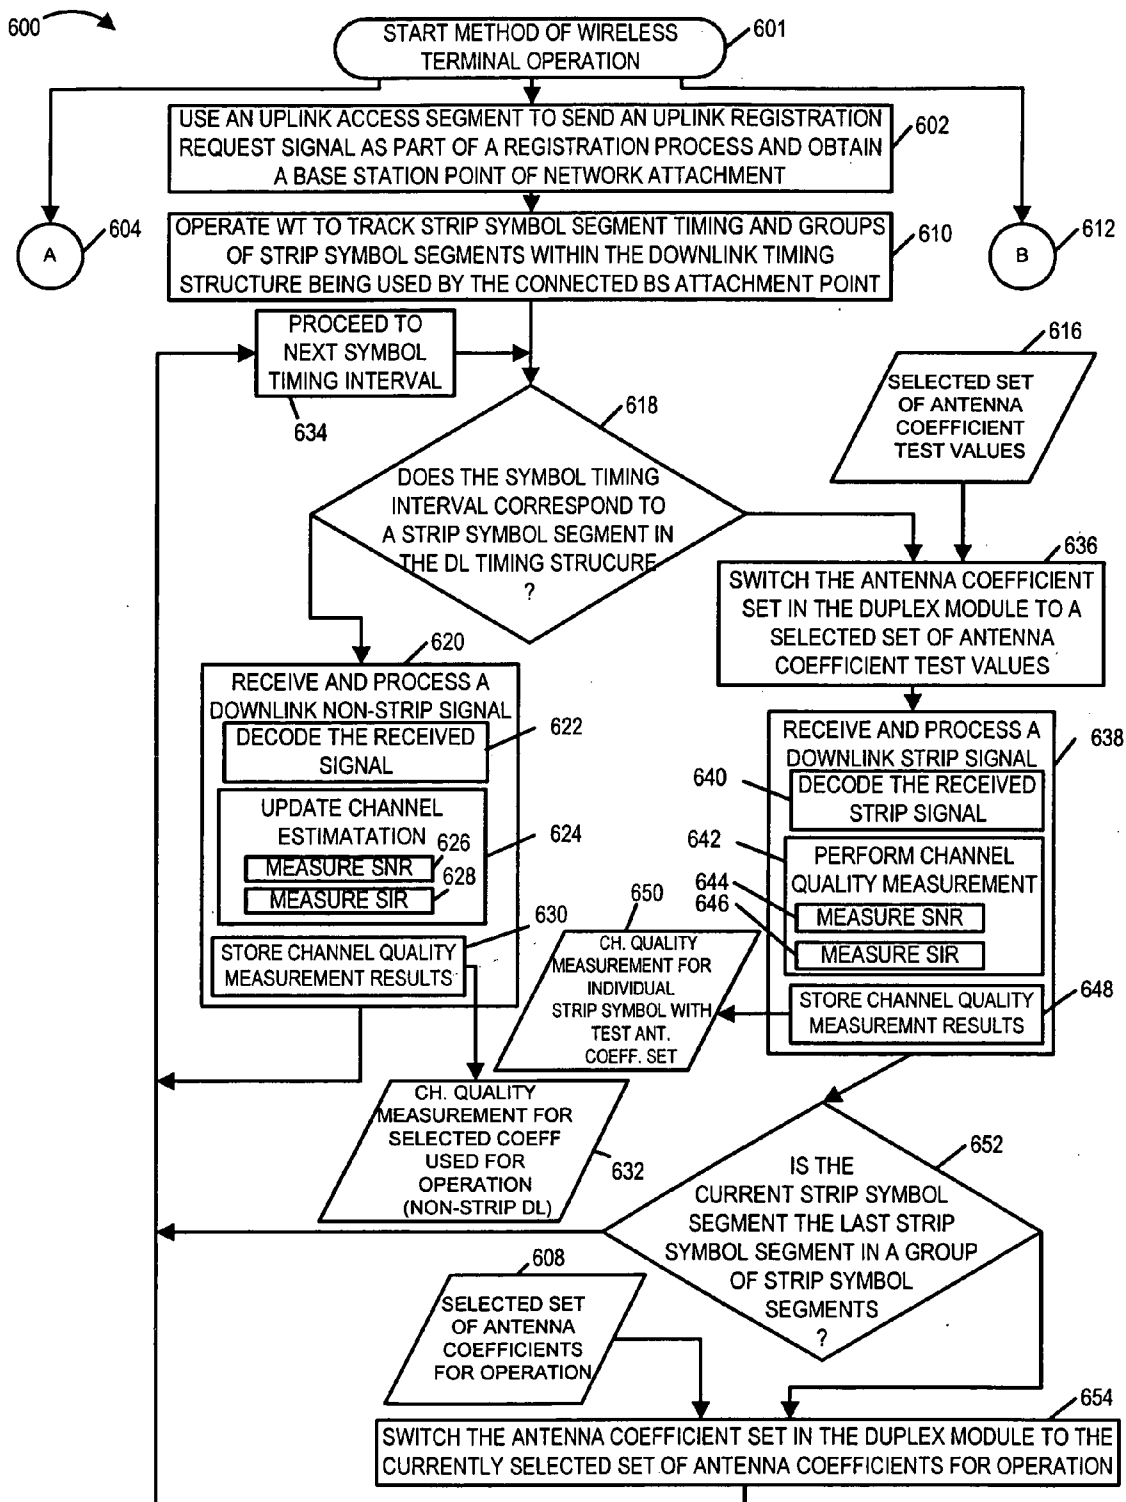 600
START METHOD OF WIRELESS
TERMINAL OPERATION
601
USE AN UPLINK ACCESS SEGMENT TO SEND AN UPLINK REGISTRATION
REQUEST SIGNAL AS PART OF A REGISTRATION PROCESS AND OBTAIN
A BASE STATION POINT OF NETWORK ATTACHMENT
602
A
604
OPERATE WT TO TRACK STRIP SYMBOL SEGMENT TIMING AND GROUPS
OF STRIP SYMBOL SEGMENTS WITHIN THE DOWNLINK TIMING
STRUCTURE BEING USED BY THE CONNECTED BS ATTACHMENT POINT
610
B
612
PROCEED TO
NEXT SYMBOL
TIMING INTERVAL
634
616
SELECTED SET
OF ANTENNA
COEFFICIENT
TEST VALUES
618
DOES THE SYMBOL TIMING
INTERVAL CORRESPOND TO
A STRIP SYMBOL SEGMENT IN
THE DL TIMING STRUCURE
?
636
SWITCH THE ANTENNA COEFFICIENT
SET IN THE DUPLEX MODULE TO A
SELECTED SET OF ANTENNA
COEFFICIENT TEST VALUES
620
RECEIVE AND PROCESS A
DOWNLINK NON-STRIP SIGNAL
DECODE THE RECEIVED
SIGNAL
622
UPDATE CHANNEL
ESTIMATATION
624
626
MEASURE SNR
628
MEASURE SIR
630
STORE CHANNEL QUALITY
MEASUREMENT RESULTS
RECEIVE AND PROCESS A
DOWNLINK STRIP SIGNAL
638
640
DECODE THE RECEIVED
STRIP SIGNAL
642
PERFORM CHANNEL
QUALITY MEASUREMENT
644
MEASURE SNR
646
MEASURE SIR
STORE CHANNEL QUALITY
MEASUREMNT RESULTS
648
650
CH. QUALITY
MEASUREMENT FOR
INDIVIDUAL
STRIP SYMBOL WITH
TEST ANT.
COEFF. SET
CH. QUALITY
MEASUREMENT FOR
SELECTED COEFF
USED FOR
OPERATION
(NON-STRIP DL)
632
652
IS THE
CURRENT STRIP SYMBOL
SEGMENT THE LAST STRIP
SYMBOL SEGMENT IN A GROUP
OF STRIP SYMBOL
SEGMENTS
?
608
SELECTED SET
OF ANTENNA
COEFFICIENTS
FOR OPERATION
654
SWITCH THE ANTENNA COEFFICIENT SET IN THE DUPLEX MODULE TO THE
CURRENTLY SELECTED SET OF ANTENNA COEFFICIENTS FOR OPERATION